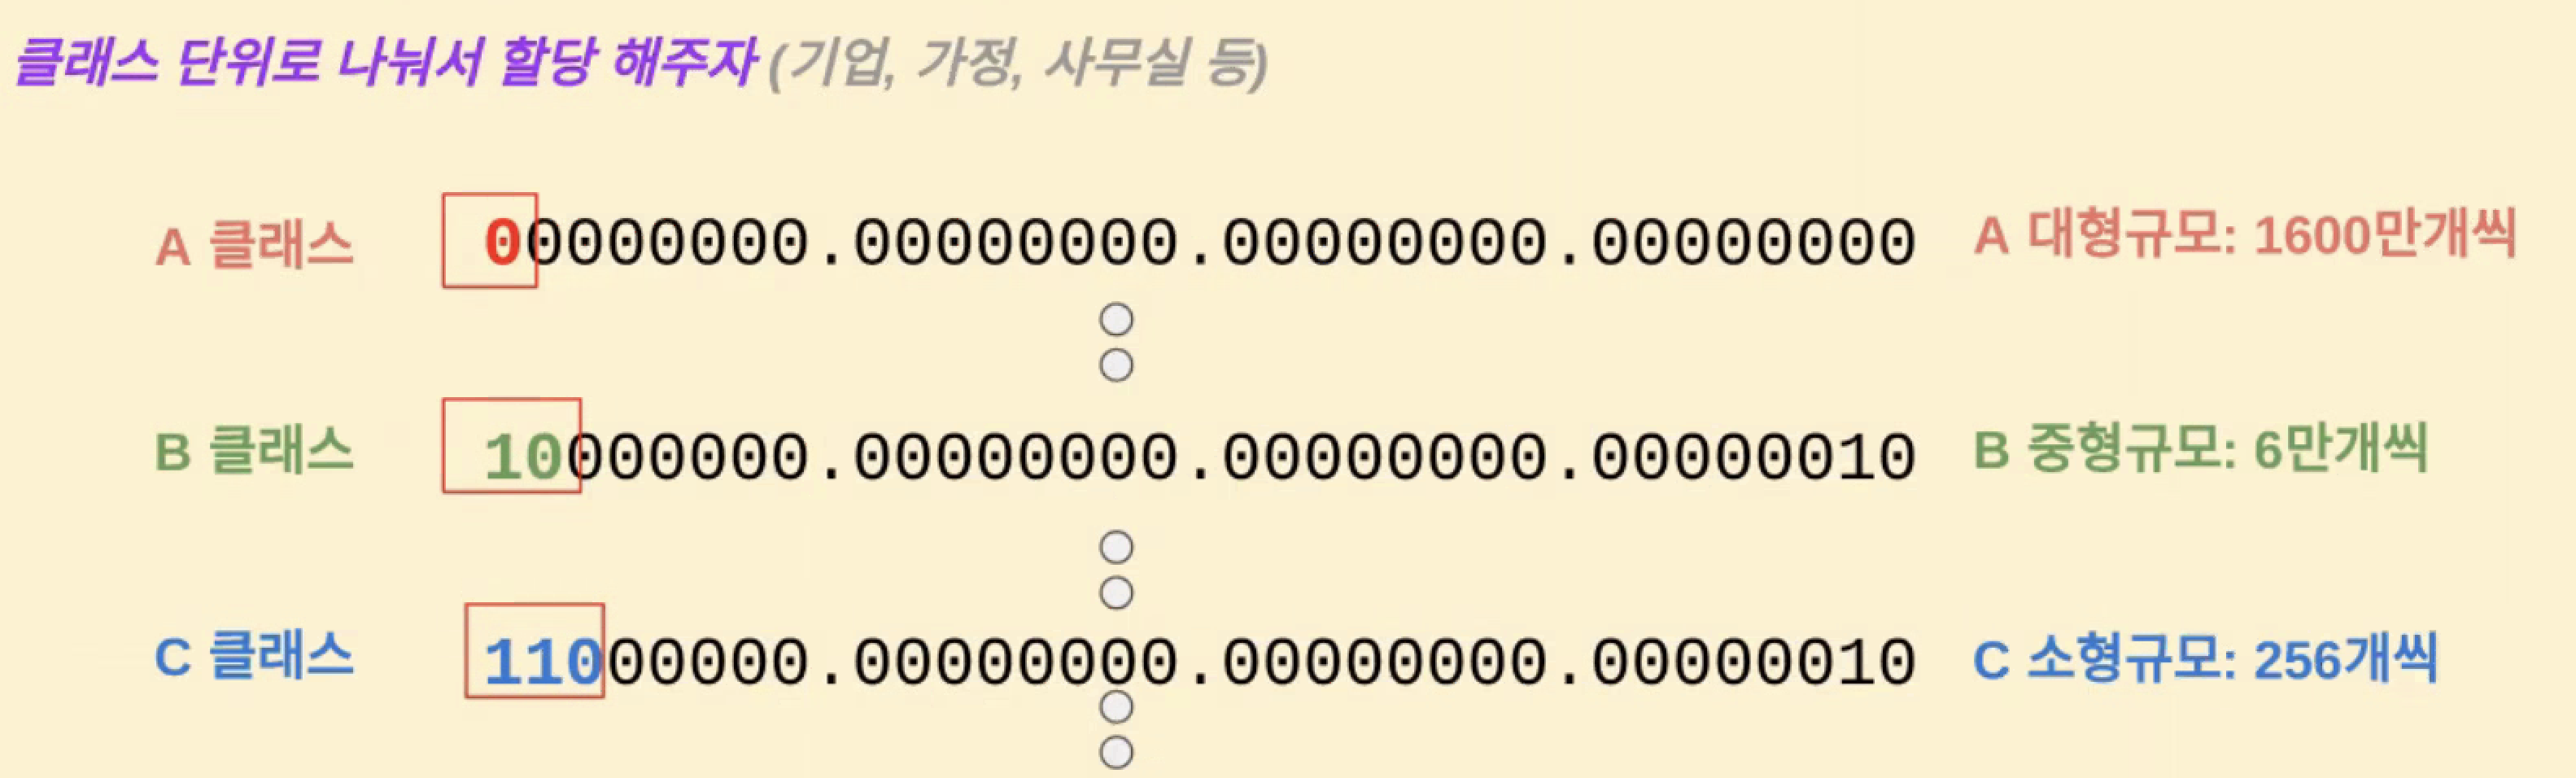 클래스 단위로 나눠서 할당 해주자 (기업, 가정, 사무실 등)
A 클래스 00000000.00000000.00000000.00000000 A 대형규모: 1600만개씩
B 클래스 10000000.00000000.00000000.00000010 B 중형규모: 6만개씩
C 클래스 11000000.00000000.00000000.00000010 C 소형규모: 256개씩